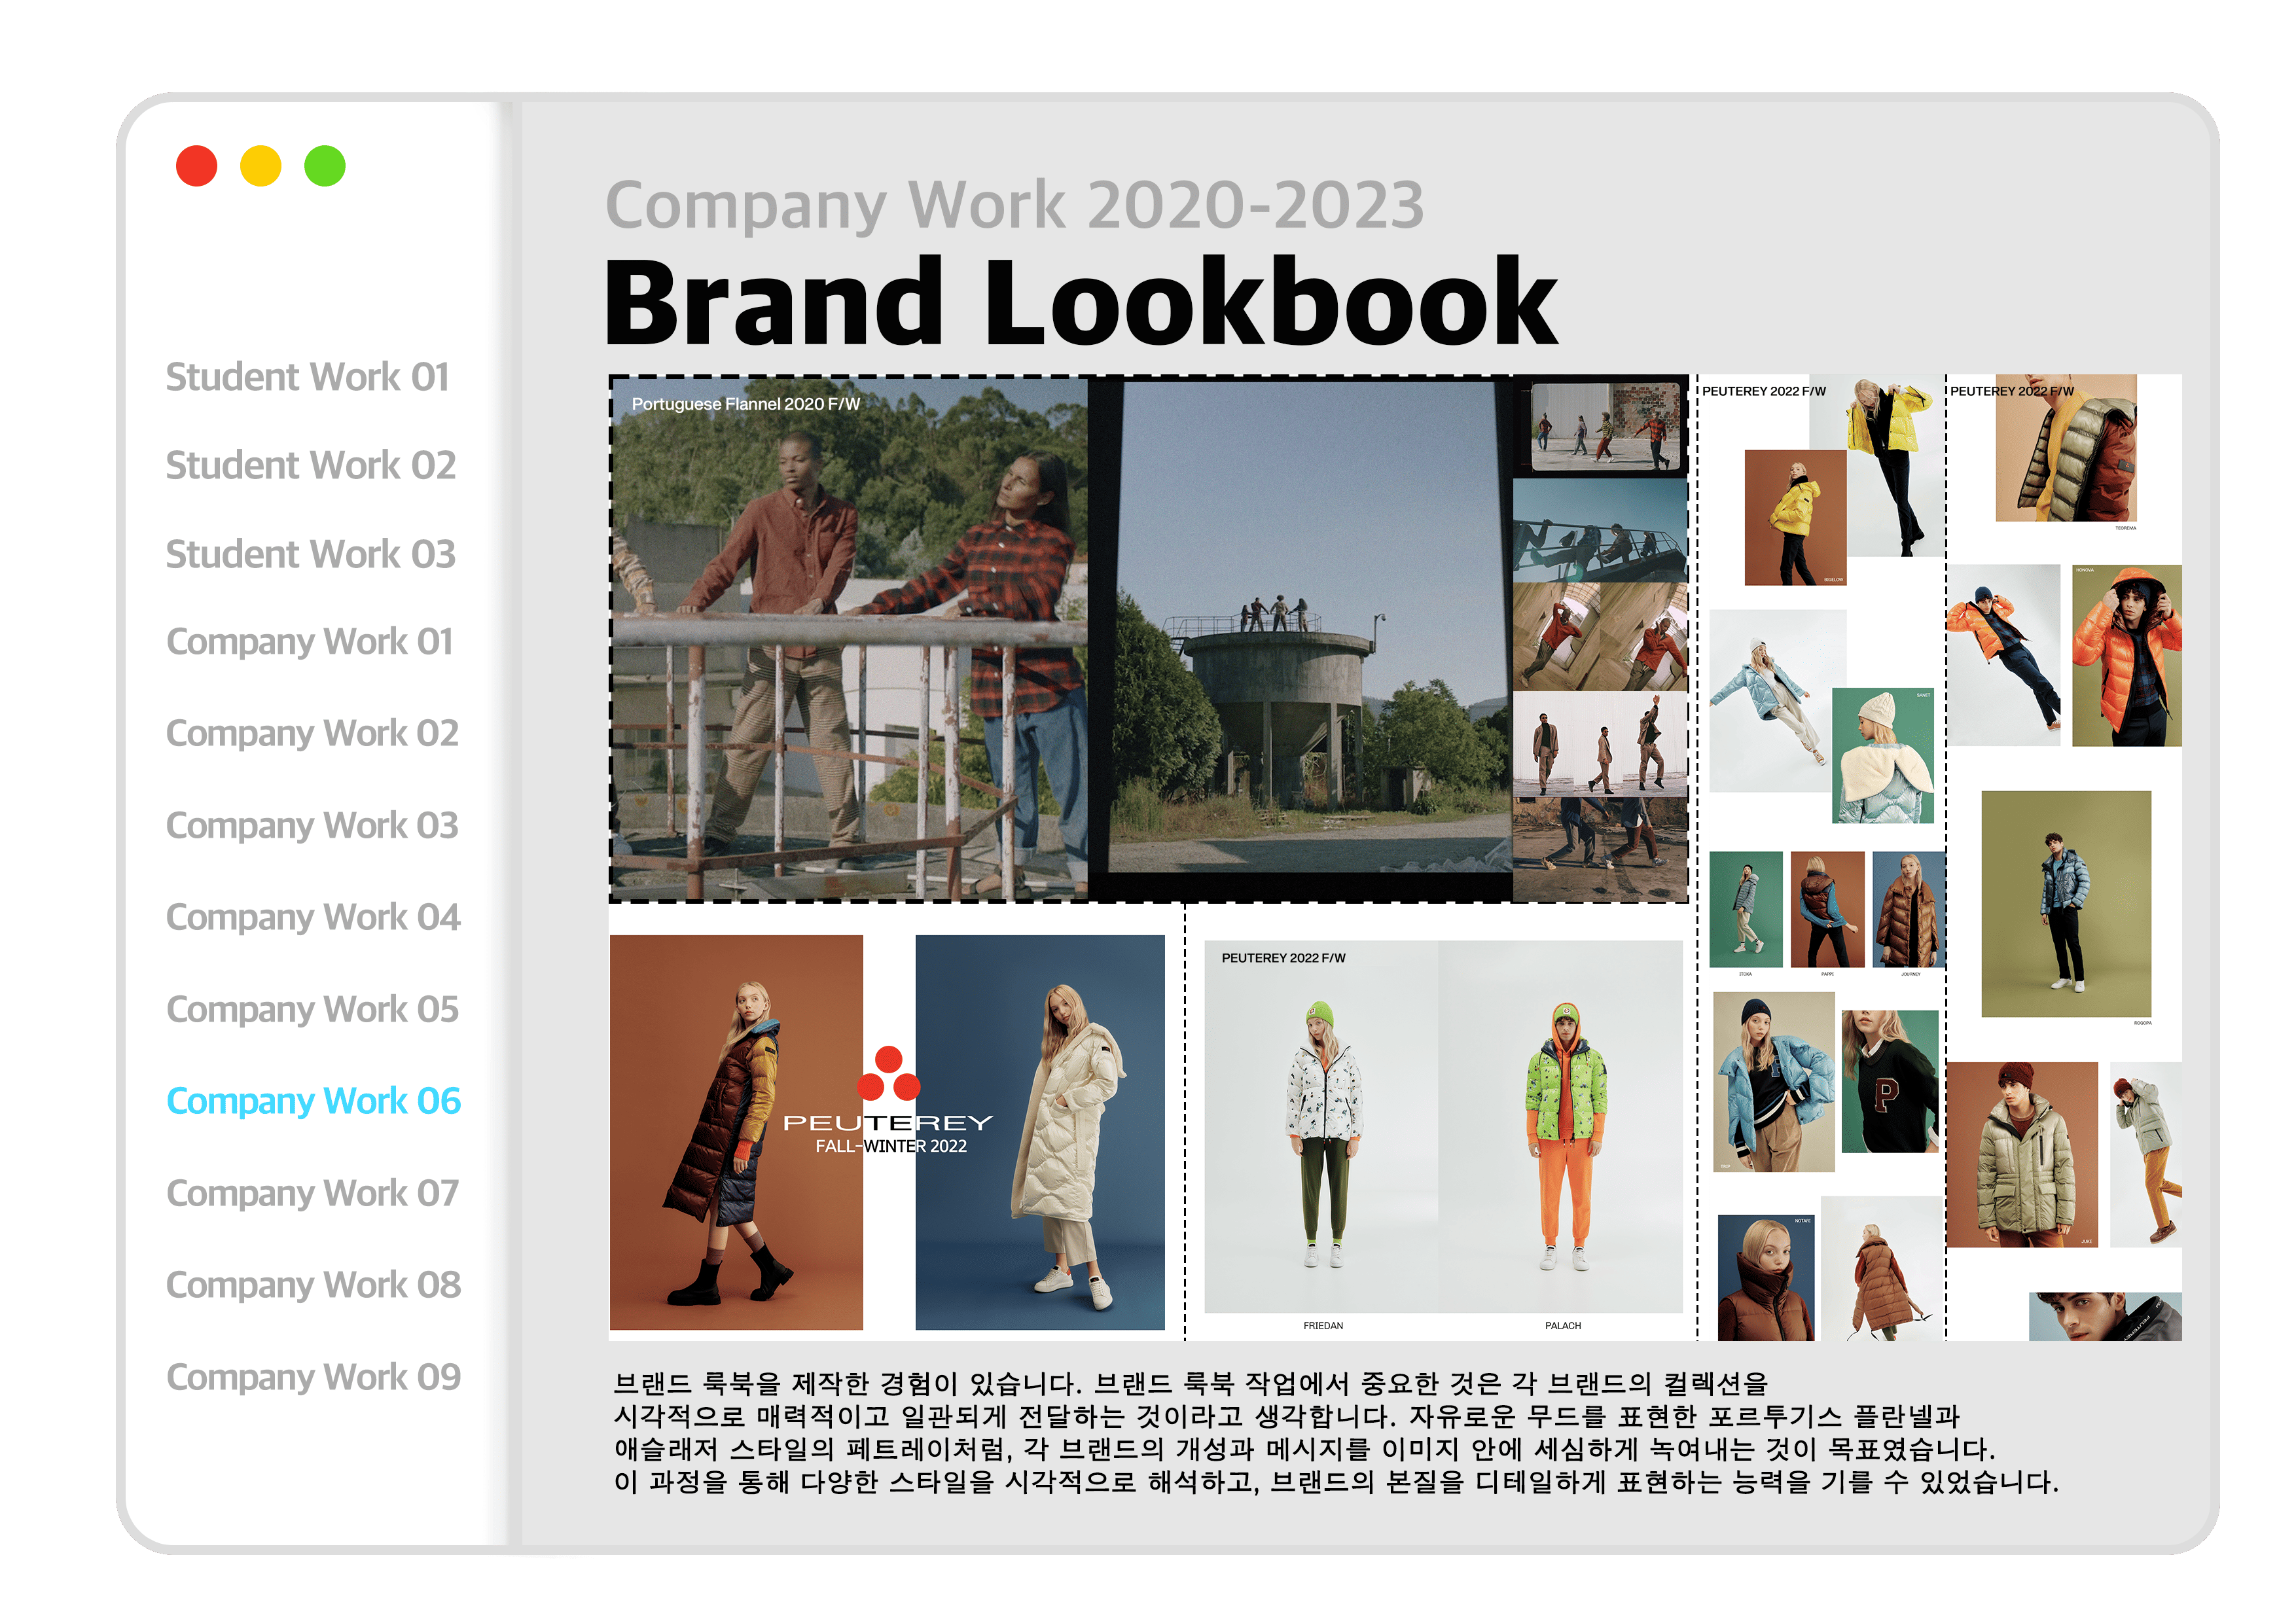 Student Work 01
Student Work 02
Student Work 03
Company Work 01
Company Work 02
Company Work 03
Company Work 04
Company Work 05
Company Work 06
Company Work 07
Company Work 08
Company Work 09
Company Work 2020-2023
Brand Lookbook
Portuguese Flannel 2020 F/W
PEUTEREY
FALL-WINTER 2022
PEUTEREY 2022 F/W
FRIEDAN
PALACH
PEUTEREY 2022 F/W
BIGELOW
SANET
ITOKA
PAPPI
JOURNEY
TRIP
P
NOTARI
PEUTEREY 2022 F/W
TEOREMA
HONOVA
ROGOPA
JUKE
PEUTEREY
브랜드 룩북을 제작한 경험이 있습니다. 브랜드 룩북 작업에서 중요한 것은 각 브랜드의 컬렉션을
시각적으로 매력적이고 일관되게 전달하는 것이라고 생각합니다. 자유로운 무드를 표현한 포르투기스 플란넬과
애슬래저 스타일의 페트레이처럼, 각 브랜드의 개성과 메시지를 이미지 안에 세심하게 녹여내는 것이 목표였습니다.
이 과정을 통해 다양한 스타일을 시각적으로 해석하고, 브랜드의 본질을 디테일하게 표현하는 능력을 기를 수 있었습니다.